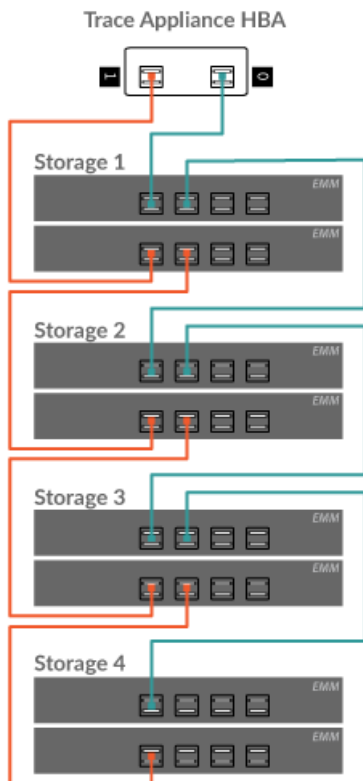 Trace Appliance HBA
1 0
Storage 1
EMM
EMM
Storage 2
EMM
EMM
Storage 3
EMM
EMM
Storage 4
EMM
EMM